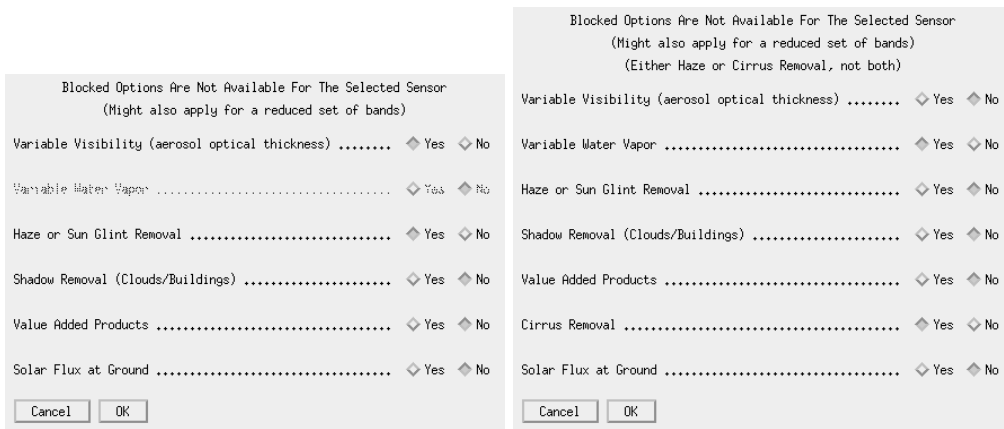 Blocked Options Are Not Available For The Selected Sensor
(Might also apply for a reduced set of bands)
Variable Visibility (aerosol optical thickness) ........ Yes No
Variable Water Vapor ................................... Yes No
Haze or Sun Glint Removal .............................. Yes No
Shadow Removal (Clouds/Buildings) ...................... Yes No
Value Added Products ................................... Yes No
Solar Flux at Ground ................................... Yes No
Cancel OK
Blocked Options Are Not Available For The Selected Sensor
(Might also apply for a reduced set of bands)
(Either Haze or Cirrus Removal, not both)
Variable Visibility (aerosol optical thickness) ........ Yes No
Variable Water Vapor ................................... Yes No
Haze or Sun Glint Removal .............................. Yes No
Shadow Removal (Clouds/Buildings) ...................... Yes No
Value Added Products ................................... Yes No
Cirrus Removal ......................................... Yes No
Solar Flux at Ground ................................... Yes No
Cancel OK